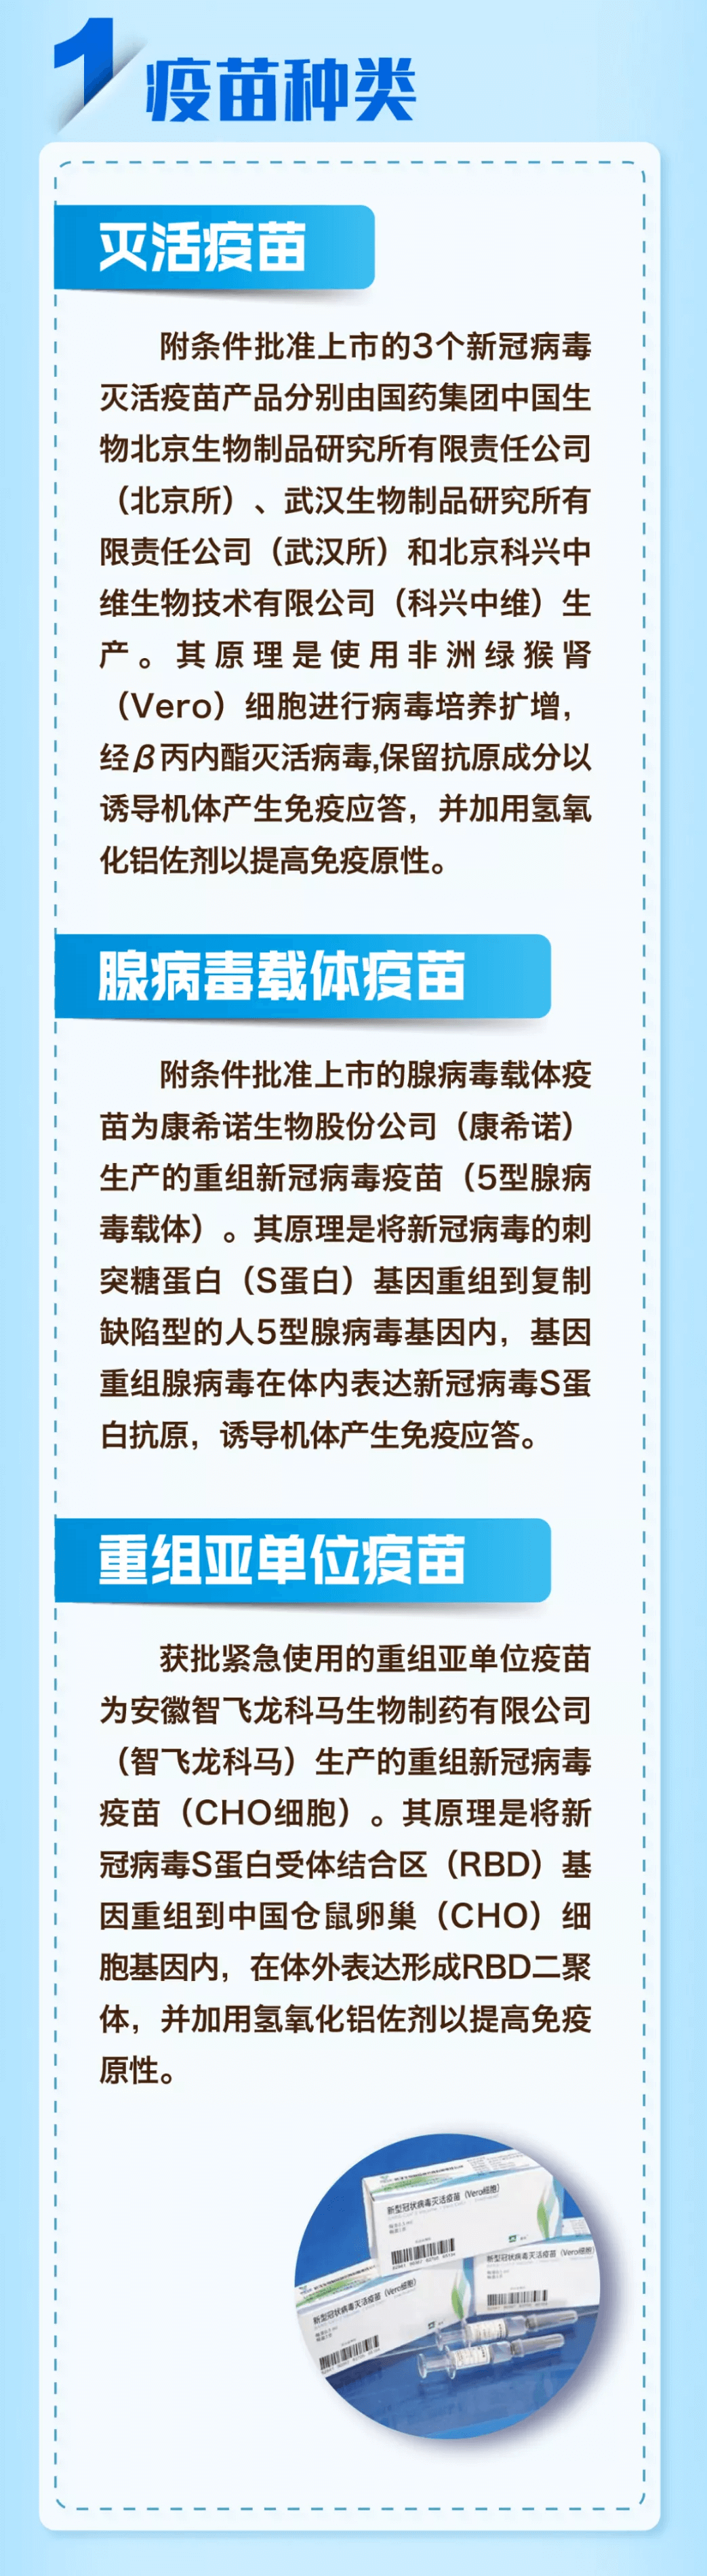 1
疫苗种类
灭活疫苗
附条件批准上市的3个新冠病毒
灭活疫苗产品分别由国药集团中国生
物北京生物制品研究所有限责任公司
（北京所）、武汉生物制品研究所有
限责任公司（武汉所）和北京科兴中
维生物技术有限公司（科兴中维）生
产。其原理是使用非洲绿猴肾
（Vero）细胞进行病毒培养扩增，
经β丙内酯灭活病毒,保留抗原成分以
诱导机体产生免疫应答，并加用氢氧
化铝佐剂以提高免疫原性。
腺病毒载体疫苗
附条件批准上市的腺病毒载体疫
苗为康希诺生物股份公司（康希诺）
生产的重组新冠病毒疫苗（5型腺病
毒载体）。其原理是将新冠病毒的刺
突糖蛋白（S蛋白）基因重组到复制
缺陷型的人5型腺病毒基因内，基因
重组腺病毒在体内表达新冠病毒S蛋
白抗原，诱导机体产生免疫应答。
重组亚单位疫苗
获批紧急使用的重组亚单位疫苗
为安徽智飞龙科马生物制药有限公司
（智飞龙科马）生产的重组新冠病毒
疫苗（CHO细胞）。其原理是将新
冠病毒S蛋白受体结合区（RBD）基
因重组到中国仓鼠卵巢（CHO）细
胞基因内，在体外表达形成RBD二聚
体，并加用氢氧化铝佐剂以提高免疫
原性。
新型冠状病毒灭活疫苗（Vero细胞）
新型冠状病毒灭活疫苗（Vero细胞）
新型冠状病毒灭活疫苗（Vero细胞）